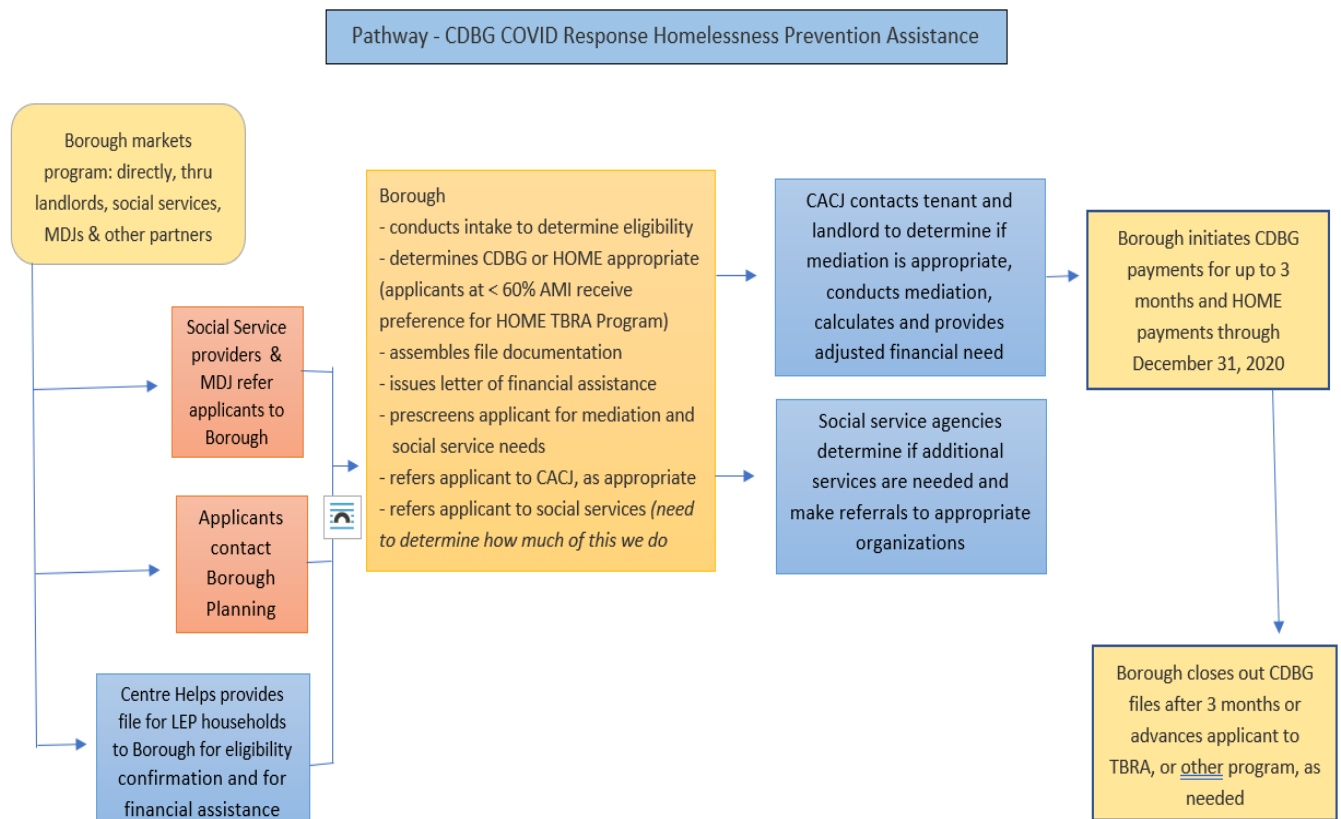 Pathway - CDBG COVID Response Homelessness Prevention Assistance
Borough markets
program: directly, thru
landlords, social services,
MDJs & other partners
Social Service
providers &
MDJ refer
applicants to
Borough
Applicants
contact
Borough
Planning
Centre Helps provides
file for LEP households
to Borough for eligibility
confirmation and for
financial assistance
Borough
- conducts intake to determine eligibility
- determines CDBG or HOME appropriate
(applicants at < 60% AMI receive
preference for HOME TBRA Program)
- assembles file documentation
- issues letter of financial assistance
- prescreens applicant for mediation and
social service needs
- refers applicant to CACJ, as appropriate
- refers applicant to social services (need
to determine how much of this we do
CACJ contacts tenant and
landlord to determine if
mediation is appropriate,
conducts mediation,
calculates and provides
adjusted financial need
Social service agencies
determine if additional
services are needed and
make referrals to appropriate
organizations
Borough initiates CDBG
payments for up to 3
months and HOME
payments through
December 31, 2020
Borough closes out CDBG
files after 3 months or
advances applicant to
TBRA, or other program, as
needed